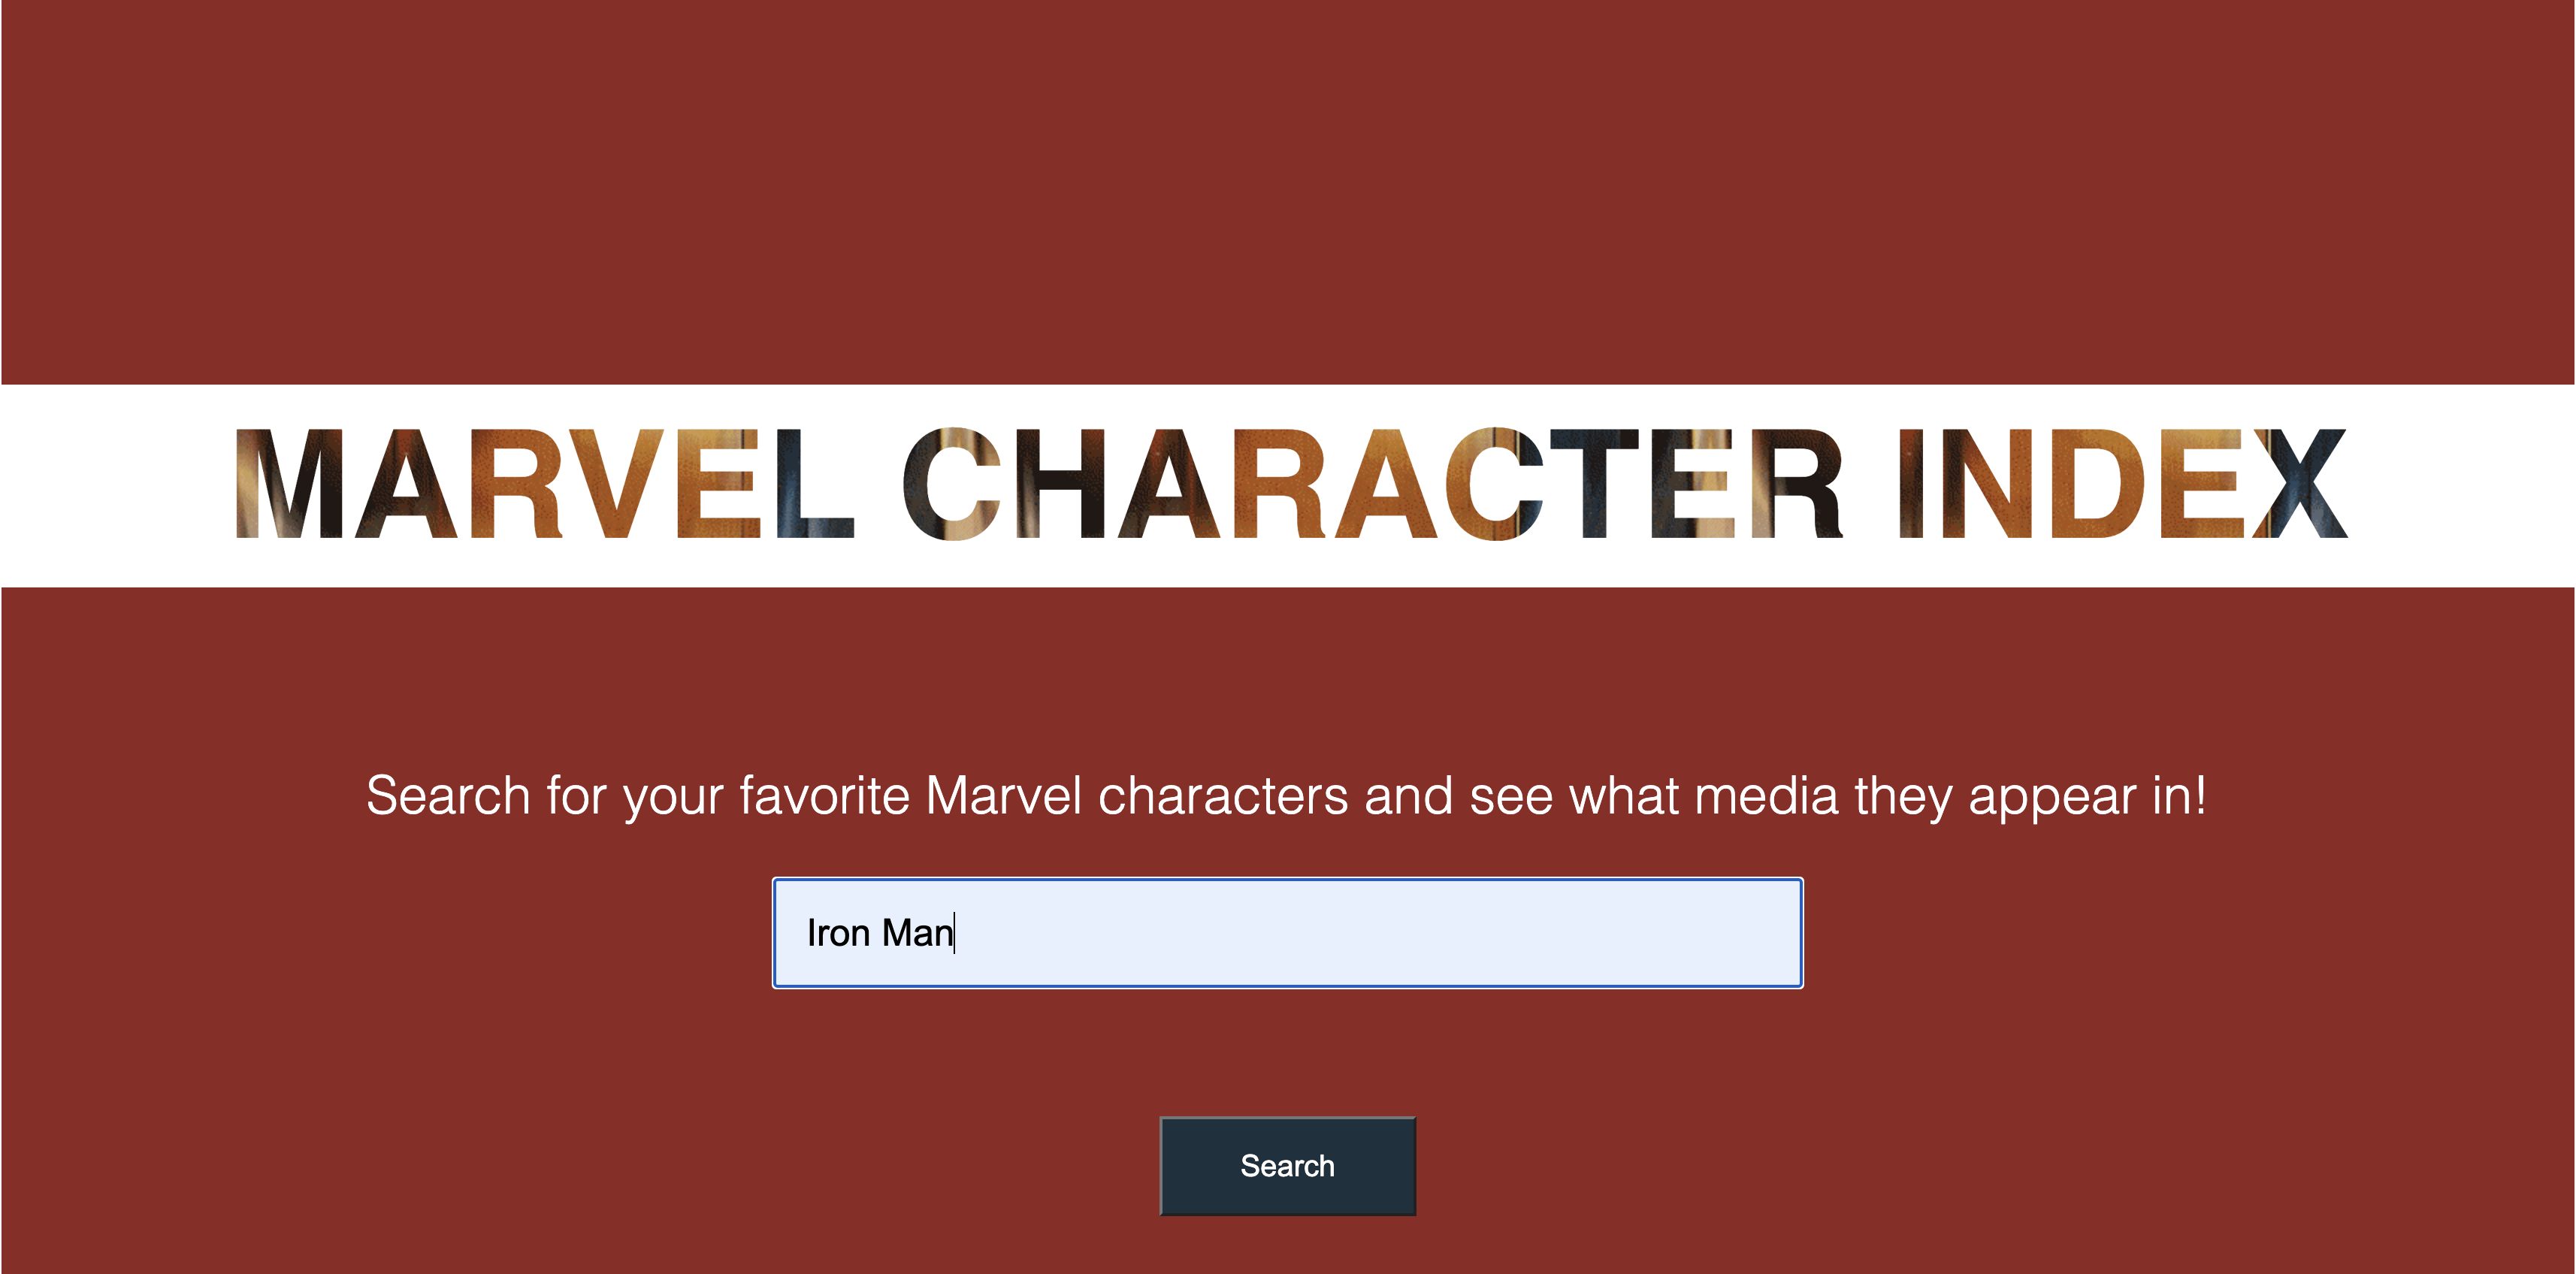 MARVEL CHARACTER INDEX
Search for your favorite Marvel characters and see what media they appear in!
Iron Man
Search